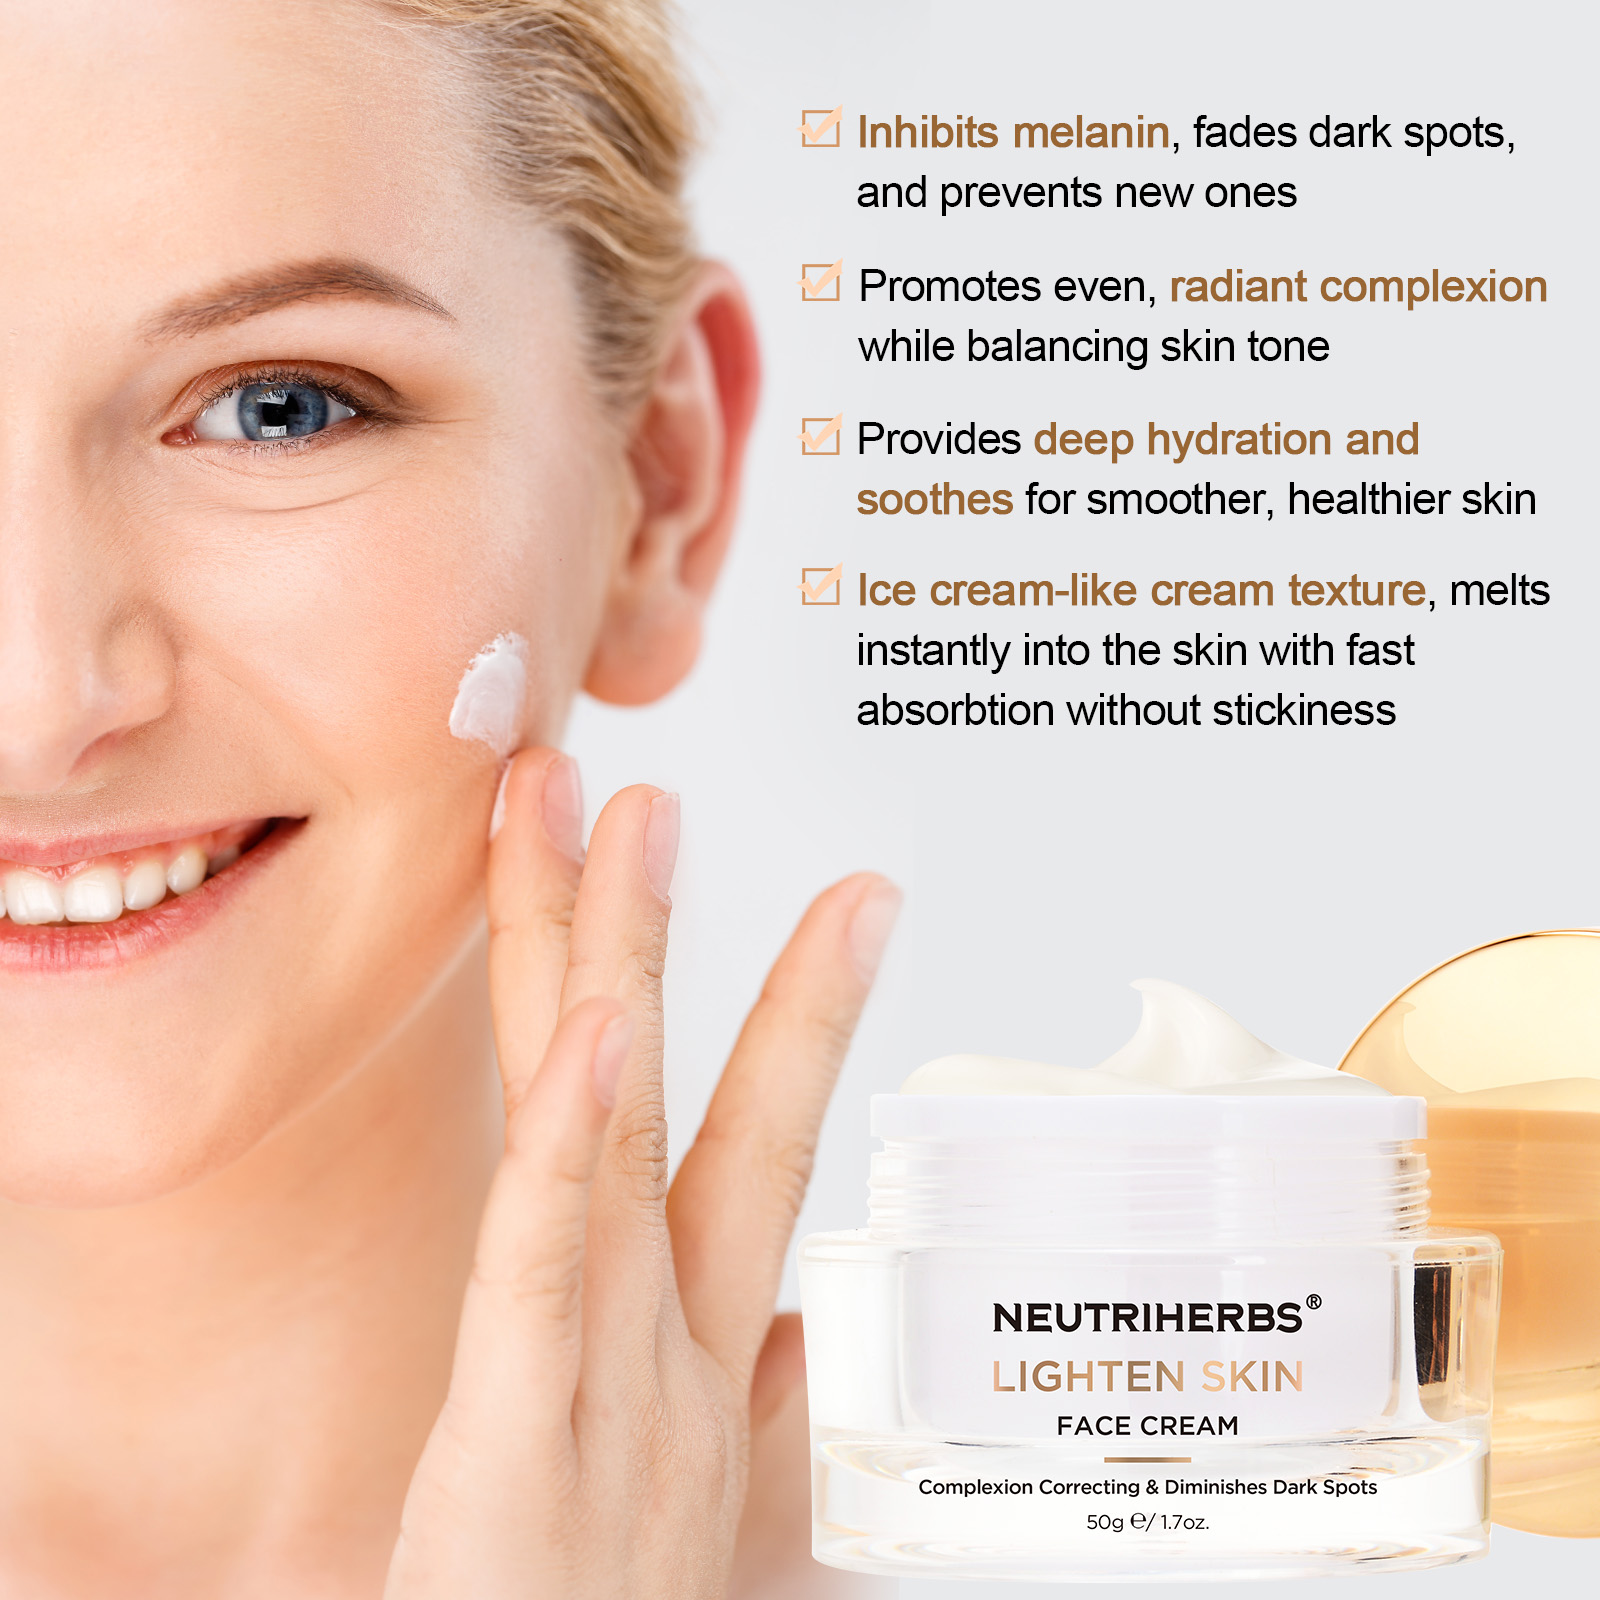 Inhibits melanin, fades dark spots,
and prevents new ones
Promotes even, radiant complexion
while balancing skin tone
Provides deep hydration and
soothes for smoother, healthier skin
Ice cream-like cream texture, melts
instantly into the skin with fast
absorbtion without stickiness
NEUTRIHERBS®
LIGHTEN SKIN
FACE CREAM
Complexion Correcting & Diminishes Dark Spots
50g ℮/ 1.7oz.